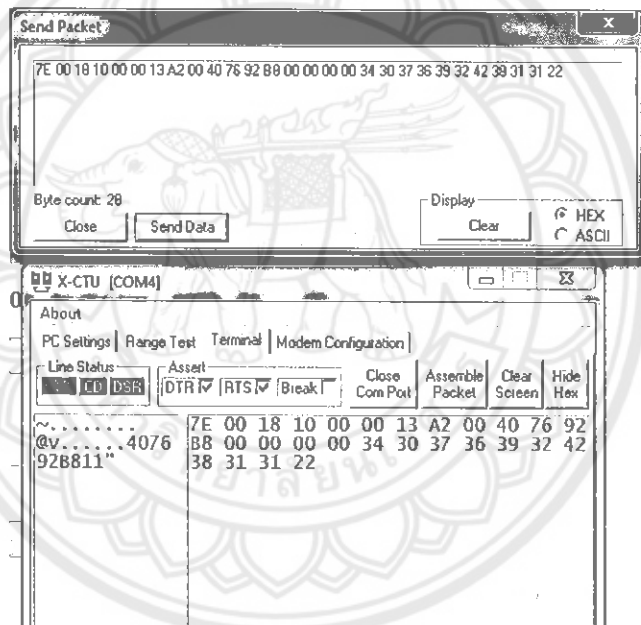 Send Packet
X
7E 00 18 10 00 00 13 A2 00 40 76 92 B8 00 00 00 00 34 30 37 36 39 32 42 38 31 31 22
Byte count: 28
Display
Close Send Data Clear HEX
ASCII
X-CTU [COM4]
About
PC Settings Range Test Terminal Modem Configuration
Line Status Assert
CD DSR DTR RTS Break Close Com Port Assemble Packet Clear Screen Hide Hex
~........ 7E 00 18 10 00 00 13 A2 00 40 76 92
@v......4076 B8 00 00 00 00 34 30 37 36 39 32 42
92B811" 38 31 31 22